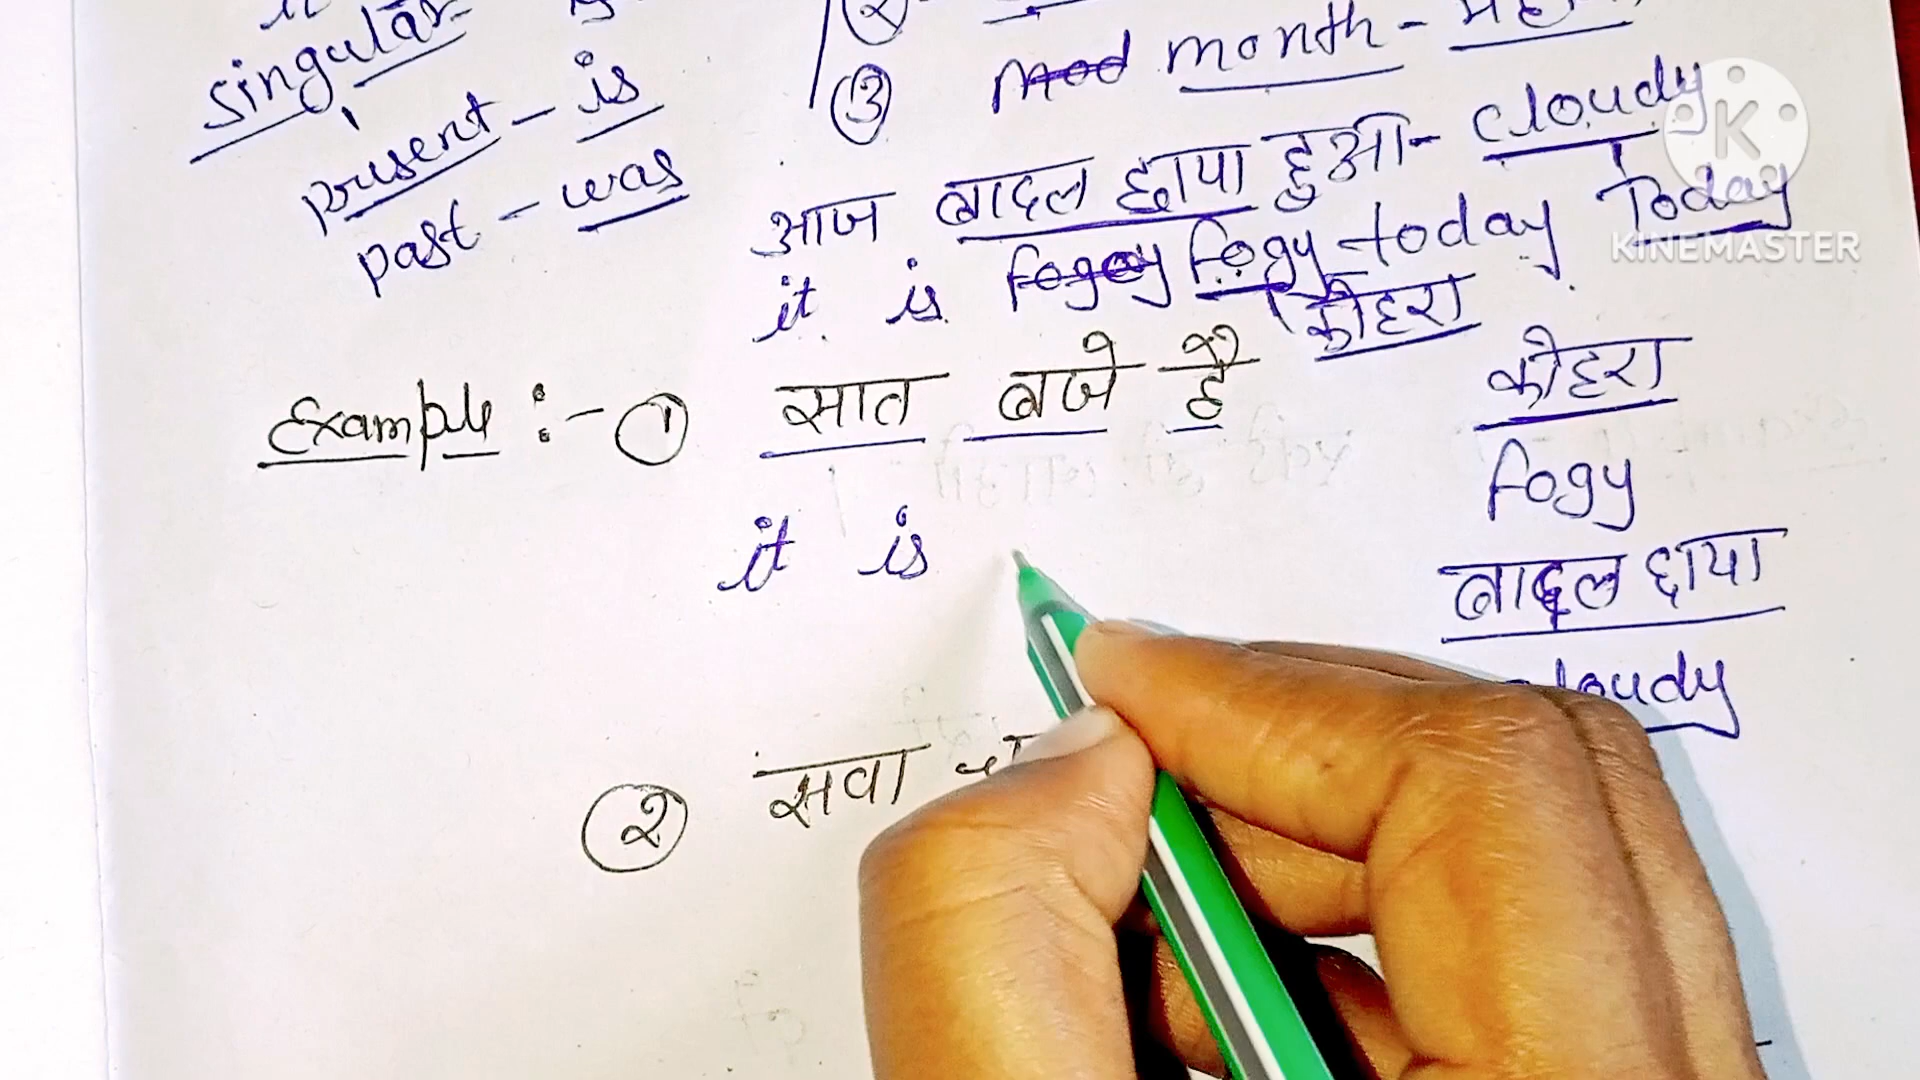 singular
present - is
past - was
③ month -
आज बादल छाया हुआ - cloudy
it is fogy today Today
कोहरा
Example :- ① सात बजे है
it is
② सवा
कोहरा
fogy
बादल छाया
cloudy
K
KINEMASTER